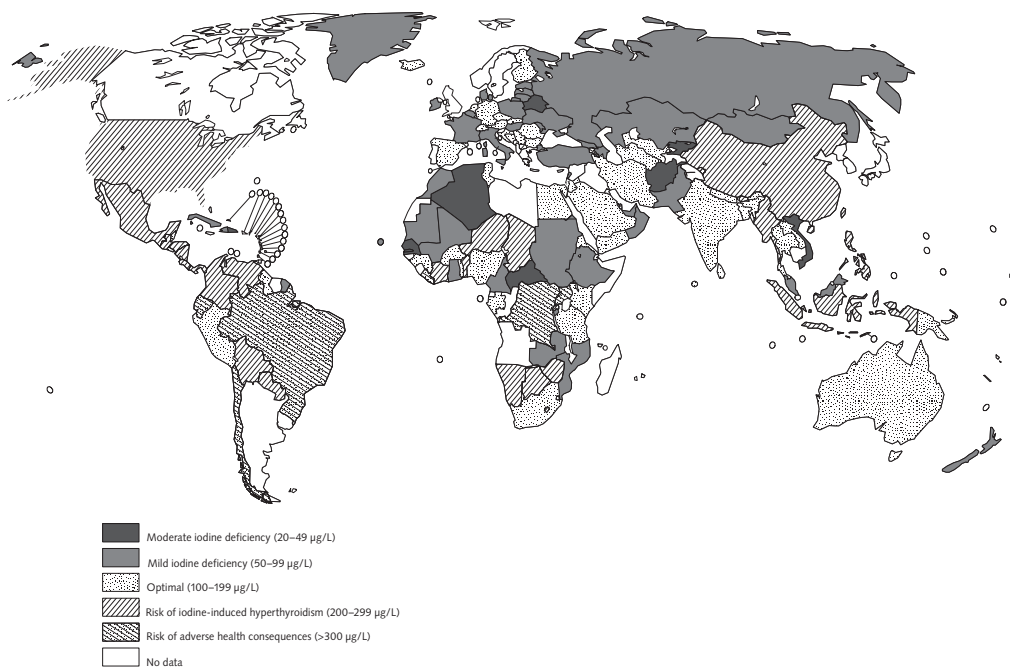 Moderate iodine deficiency (20–49 µg/L)
Mild iodine deficiency (50–99 µg/L)
Optimal (100–199 µg/L)
Risk of iodine-induced hyperthyroidism (200–299 µg/L)
Risk of adverse health consequences (>300 µg/L)
No data